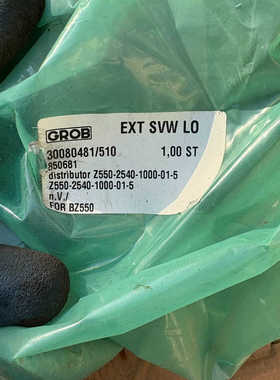 GROB EXT SVW LO
30080481/510 1,00 ST
850681
distributor Z550-2540-1000-01-5
Z550-2540-1000-01-5
n.V./
FOR BZ550